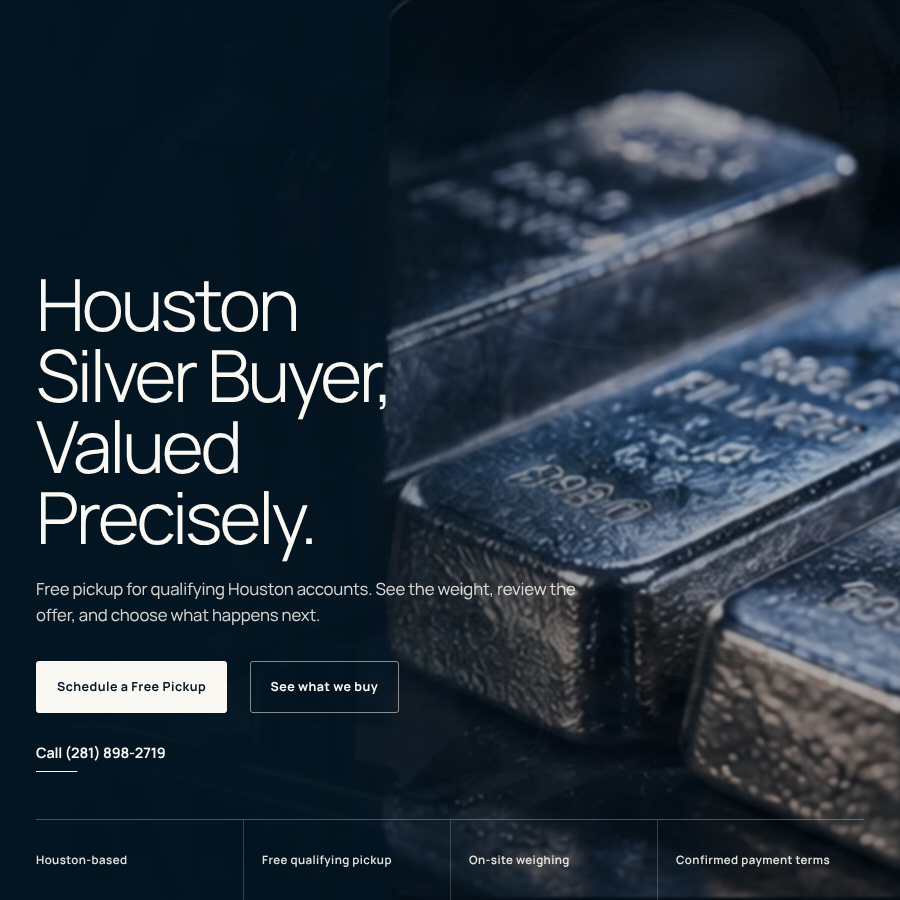 Houston
Silver Buyer,
Valued
Precisely.
Free pickup for qualifying Houston accounts. See the weight, review the
offer, and choose what happens next.
Schedule a Free Pickup
See what we buy
Call (281) 898-2719
Houston-based
Free qualifying pickup
On-site weighing
Confirmed payment terms